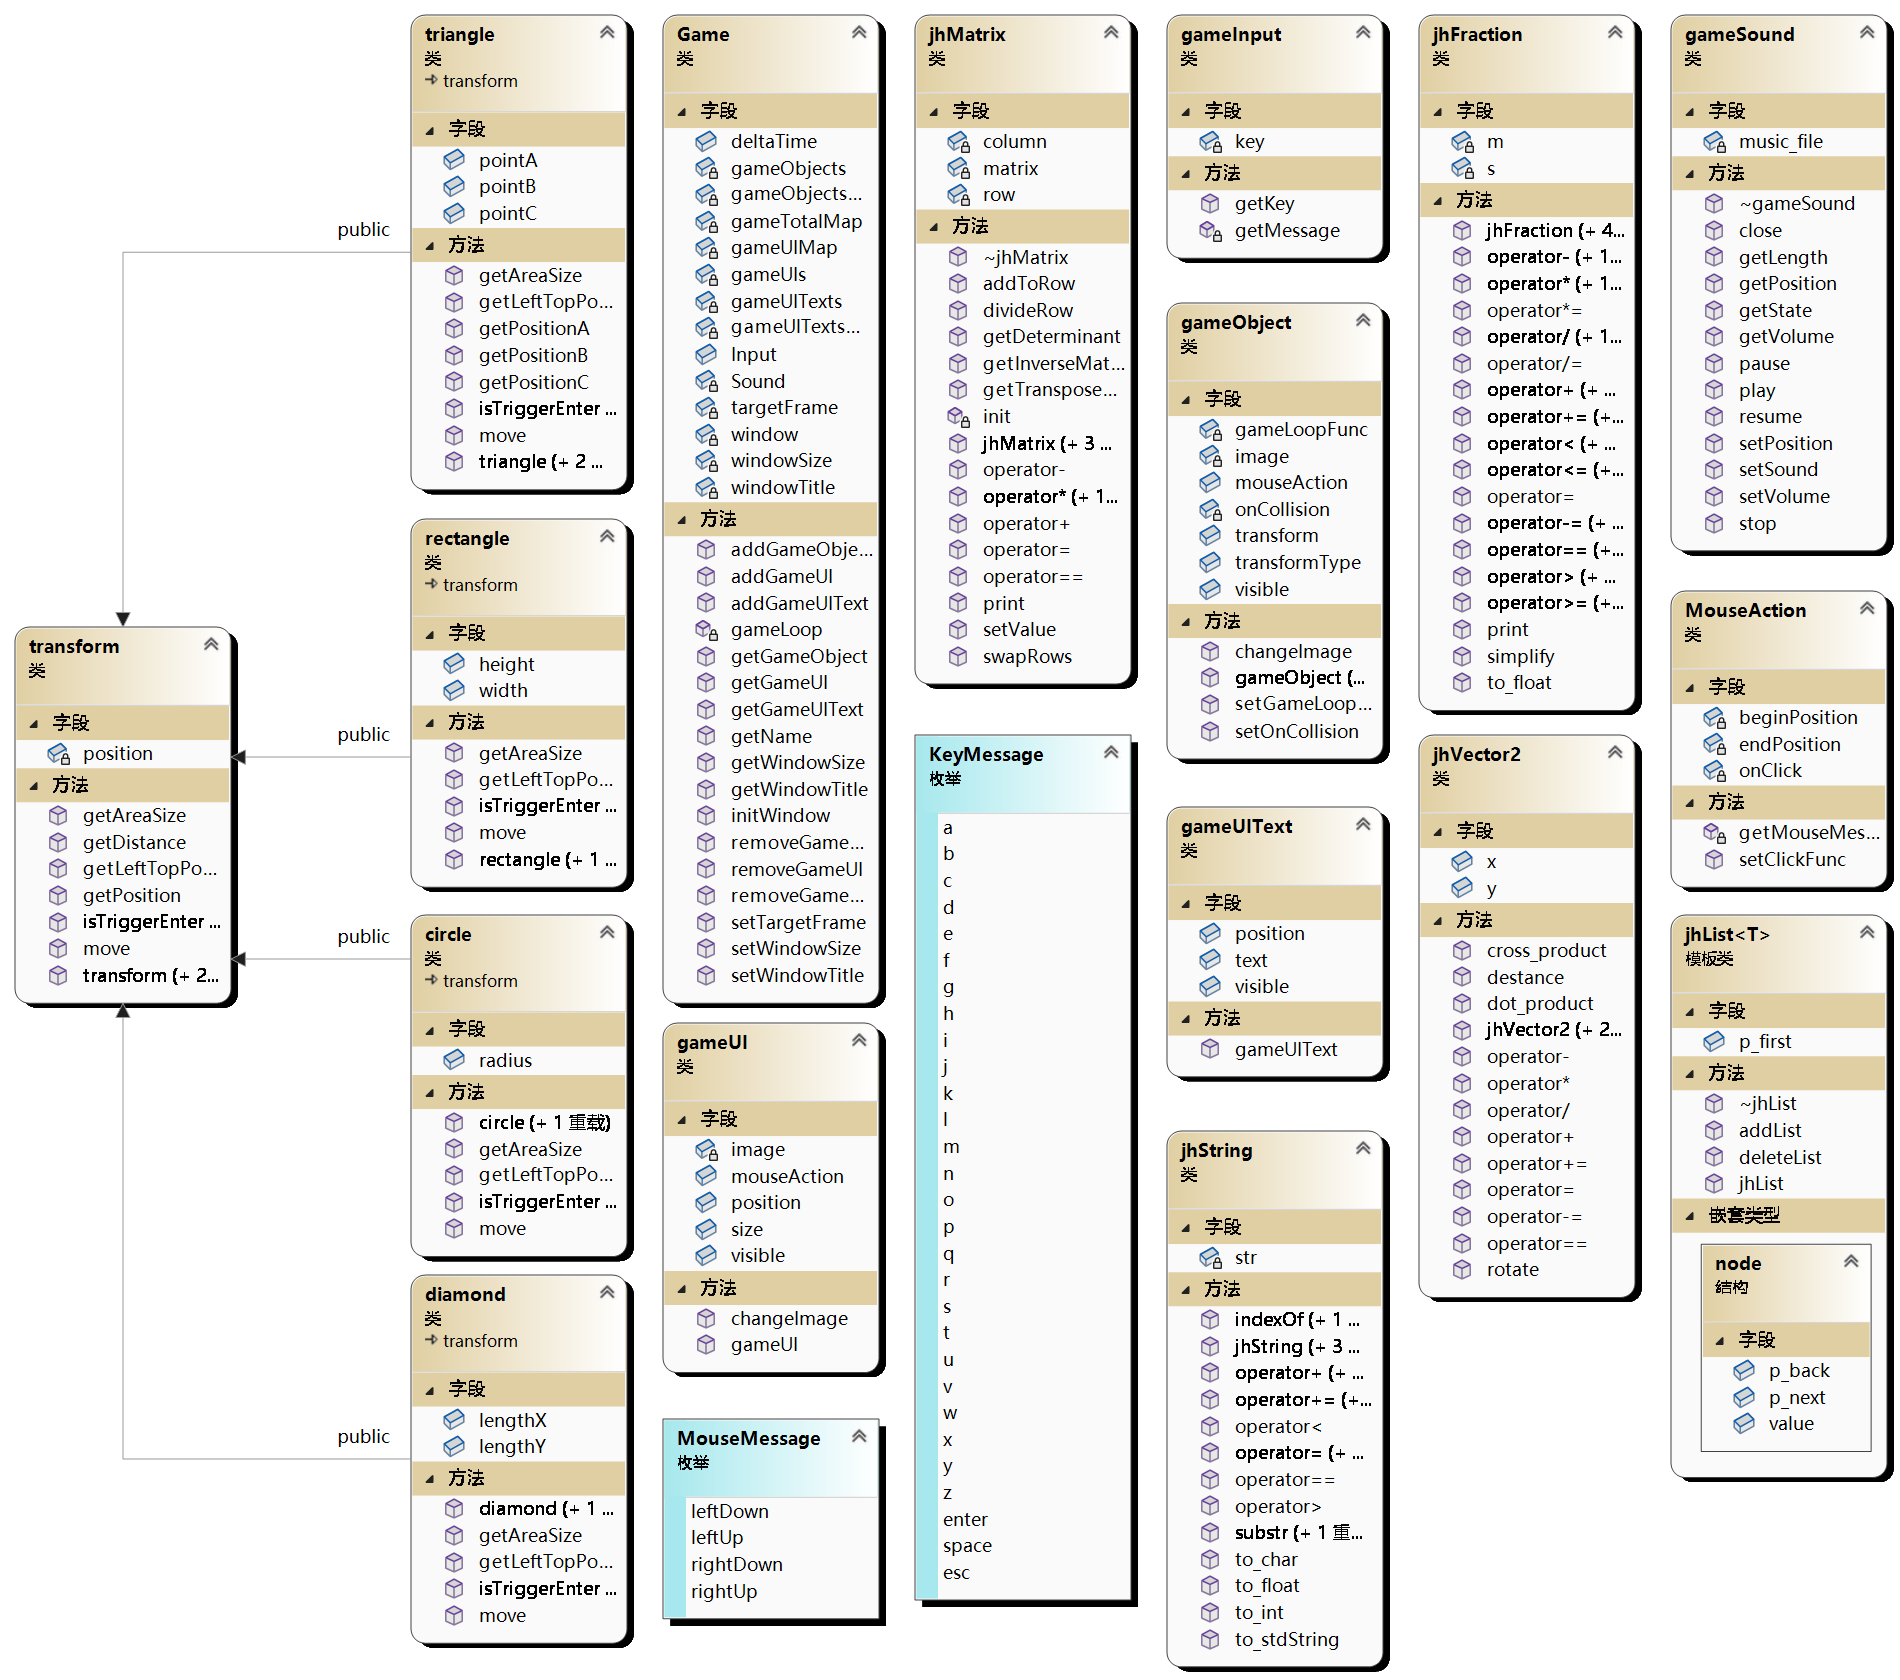 transform
类
字段
position
方法
getAreaSize
getDistance
getLeftTopPo...
getPosition
isTriggerEnter ...
move
transform (+ 2...
public
public
public
public
triangle
类
transform
字段
pointA
pointB
pointC
方法
getAreaSize
getLeftTopPo...
getPositionA
getPositionB
getPositionC
isTriggerEnter ...
move
triangle (+ 2 ...
rectangle
类
transform
字段
height
width
方法
getAreaSize
getLeftTopPo...
isTriggerEnter ...
move
rectangle (+ 1 ...
circle
类
transform
字段
radius
方法
circle (+ 1 重载)
getAreaSize
getLeftTopPo...
isTriggerEnter ...
move
diamond
类
transform
字段
lengthX
lengthY
方法
diamond (+ 1 ...
getAreaSize
getLeftTopPo...
isTriggerEnter ...
move
Game
类
字段
deltaTime
gameObjects
gameObjects...
gameTotalMap
gameUIMap
gameUIs
gameUITexts
gameUITexts...
Input
Sound
targetFrame
window
windowSize
windowTitle
方法
addGameObje...
addGameUI
addGameUIText
gameLoop
getGameObject
getGameUI
getGameUIText
getName
getWindowSize
getWindowTitle
initWindow
removeGame...
removeGameUI
removeGame...
setTargetFrame
setWindowSize
setWindowTitle
gameUI
类
字段
image
mouseAction
position
size
visible
方法
changeImage
gameUI
MouseMessage
枚举
leftDown
leftUp
rightDown
rightUp
jhMatrix
类
字段
column
matrix
row
方法
~jhMatrix
addToRow
divideRow
getDeterminant
getInverseMat...
getTranspose...
init
jhMatrix (+ 3 ...
operator-
operator* (+ 1...
operator+
operator=
operator==
print
setValue
swapRows
KeyMessage
枚举
a
b
c
d
e
f
g
h
i
j
k
l
m
n
o
p
q
r
s
t
u
v
w
x
y
z
enter
space
esc
gameInput
类
字段
key
方法
getKey
getMessage
gameObject
类
字段
gameLoopFunc
image
mouseAction
onCollision
transform
transformType
visible
方法
changeImage
gameObject (...
setGameLoop...
setOnCollision
gameUIText
类
字段
position
text
visible
方法
gameUIText
jhString
类
字段
str
方法
indexOf (+ 1 ...
jhString (+ 3 ...
operator+ (+ ...
operator+= (+...
operator<
operator= (+ ...
operator==
operator>
substr (+ 1 重...
to_char
to_float
to_int
to_stdString
jhFraction
类
字段
m
s
方法
jhFraction (+ 4...
operator- (+ 1...
operator* (+ 1...
operator*=
operator/ (+ 1...
operator/=
operator+ (+ ...
operator+= (+...
operator< (+ ...
operator<= (+...
operator=
operator-= (+ ...
operator== (+...
operator> (+ ...
operator>= (+...
print
simplify
to_float
jhVector2
类
字段
x
y
方法
cross_product
destance
dot_product
jhVector2 (+ 2...
operator-
operator*
operator/
operator+
operator+=
operator=
operator-=
operator==
rotate
gameSound
类
字段
music_file
方法
~gameSound
close
getLength
getPosition
getState
getVolume
pause
play
resume
setPosition
setSound
setVolume
stop
MouseAction
类
字段
beginPosition
endPosition
onClick
方法
getMouseMes...
setClickFunc
jhList<T>
模板类
字段
p_first
方法
~jhList
addList
deleteList
jhList
嵌套类型
node
结构
字段
p_back
p_next
value